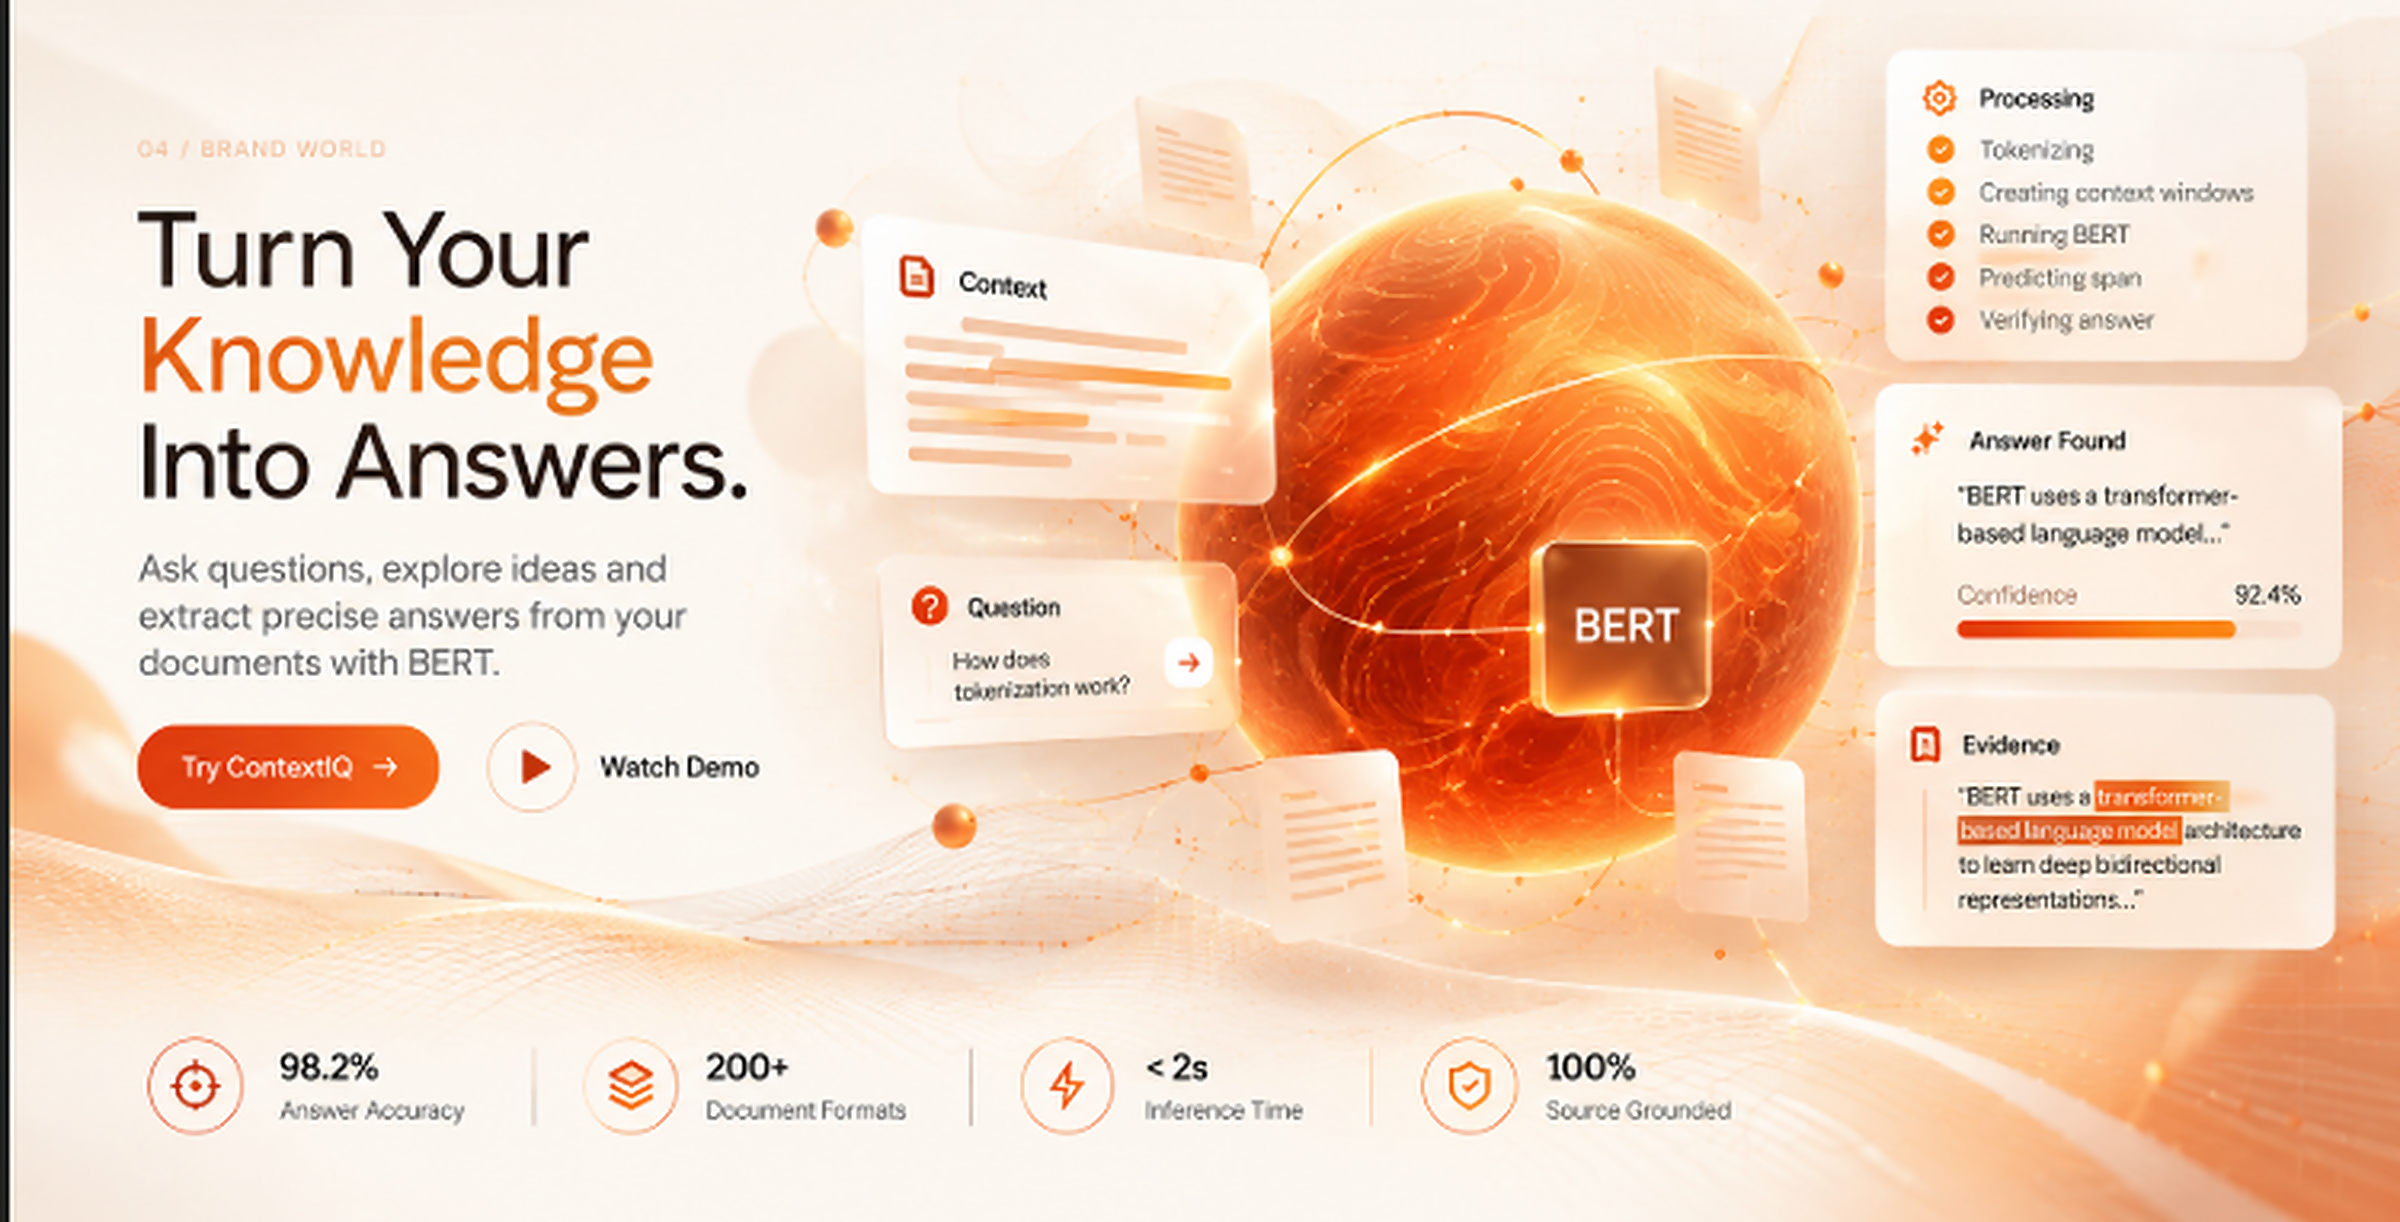 04 / BRAND WORLD
Turn Your
Knowledge
Into Answers.
Ask questions, explore ideas and
extract precise answers from your
documents with BERT.
Try ContextIQ →
Watch Demo
Context
Question
How does
tokenization work?
→
BERT
Processing
Tokenizing
Creating context windows
Running BERT
Predicting span
Verifying answer
Answer Found
"BERT uses a transformer-
based language model..."
Confidence 92.4%
Evidence
"BERT uses a transformer-
based language model architecture
to learn deep bidirectional
representations..."
98.2%
Answer Accuracy
200+
Document Formats
< 2s
Inference Time
100%
Source Grounded